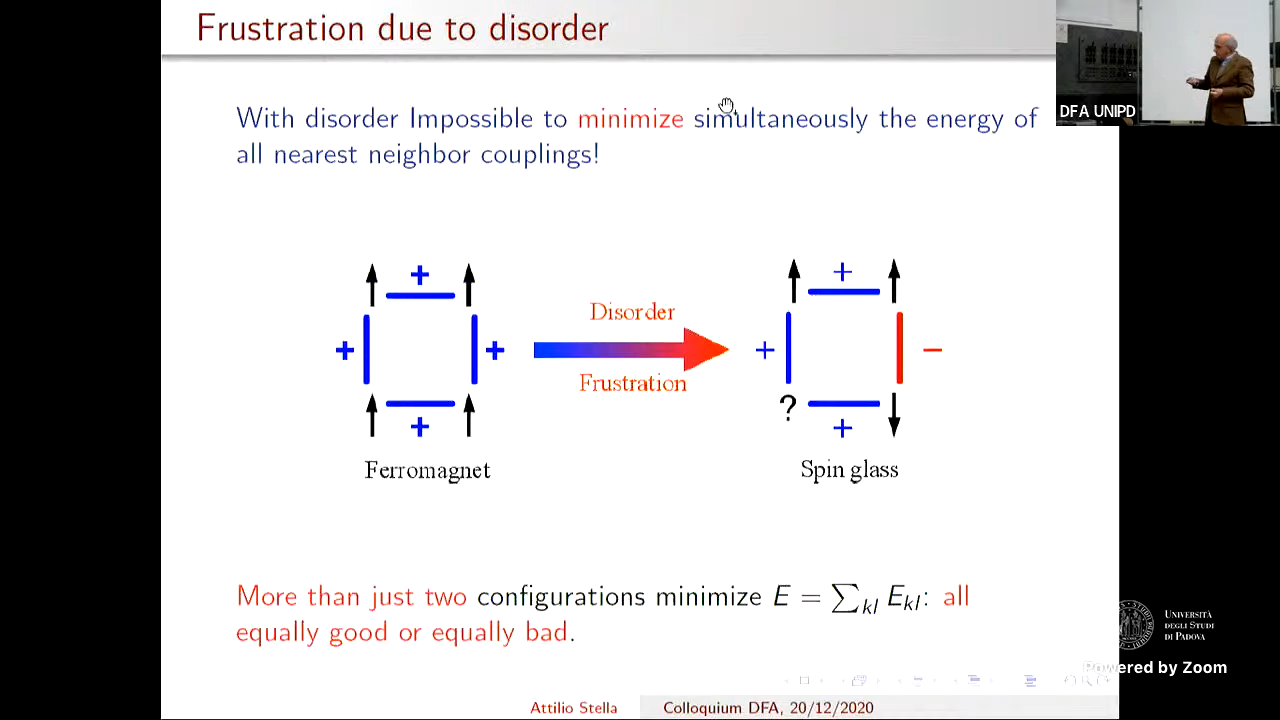 Frustration due to disorder
DFA UNIPD
With disorder Impossible to minimize simultaneously the energy of
all nearest neighbor couplings!
+ +
+ Disorder + + −
Frustration
? 
+ +
Ferromagnet Spin glass
More than just two configurations minimize E = ∑kl Ekl: all
equally good or equally bad.
UNIVERSITÀ
DEGLI STUDI
DI PADOVA
Powered by Zoom
Attilio Stella Colloquium DFA, 20/12/2020